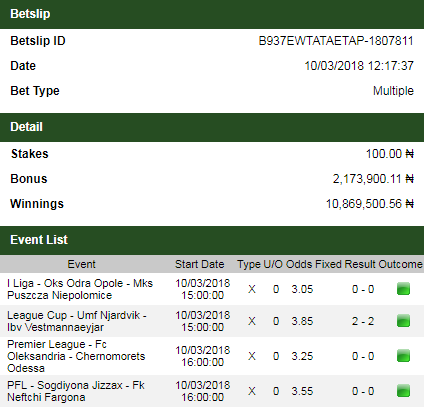 Betslip
Betslip ID B937EWTATAETAP-1807811
Date 10/03/2018 12:17:37
Bet Type Multiple
Detail
Stakes 100.00 ₦
Bonus 2,173,900.11 ₦
Winnings 10,869,500.56 ₦
Event List
Event Start Date Type U/O Odds Fixed Result Outcome
I Liga - Oks Odra Opole - Mks
Puszcza Niepolomice 10/03/2018
15:00:00 X 0 3.05 0 - 0
League Cup - Umf Njardvik -
Ibv Vestmannaeyjar 10/03/2018
15:00:00 X 0 3.85 2 - 2
Premier League - Fc
Oleksandria - Chernomorets
Odessa 10/03/2018
16:00:00 X 0 3.25 0 - 0
PFL - Sogdiyona Jizzax - Fk
Neftchi Fargona 10/03/2018
16:00:00 X 0 3.55 0 - 0